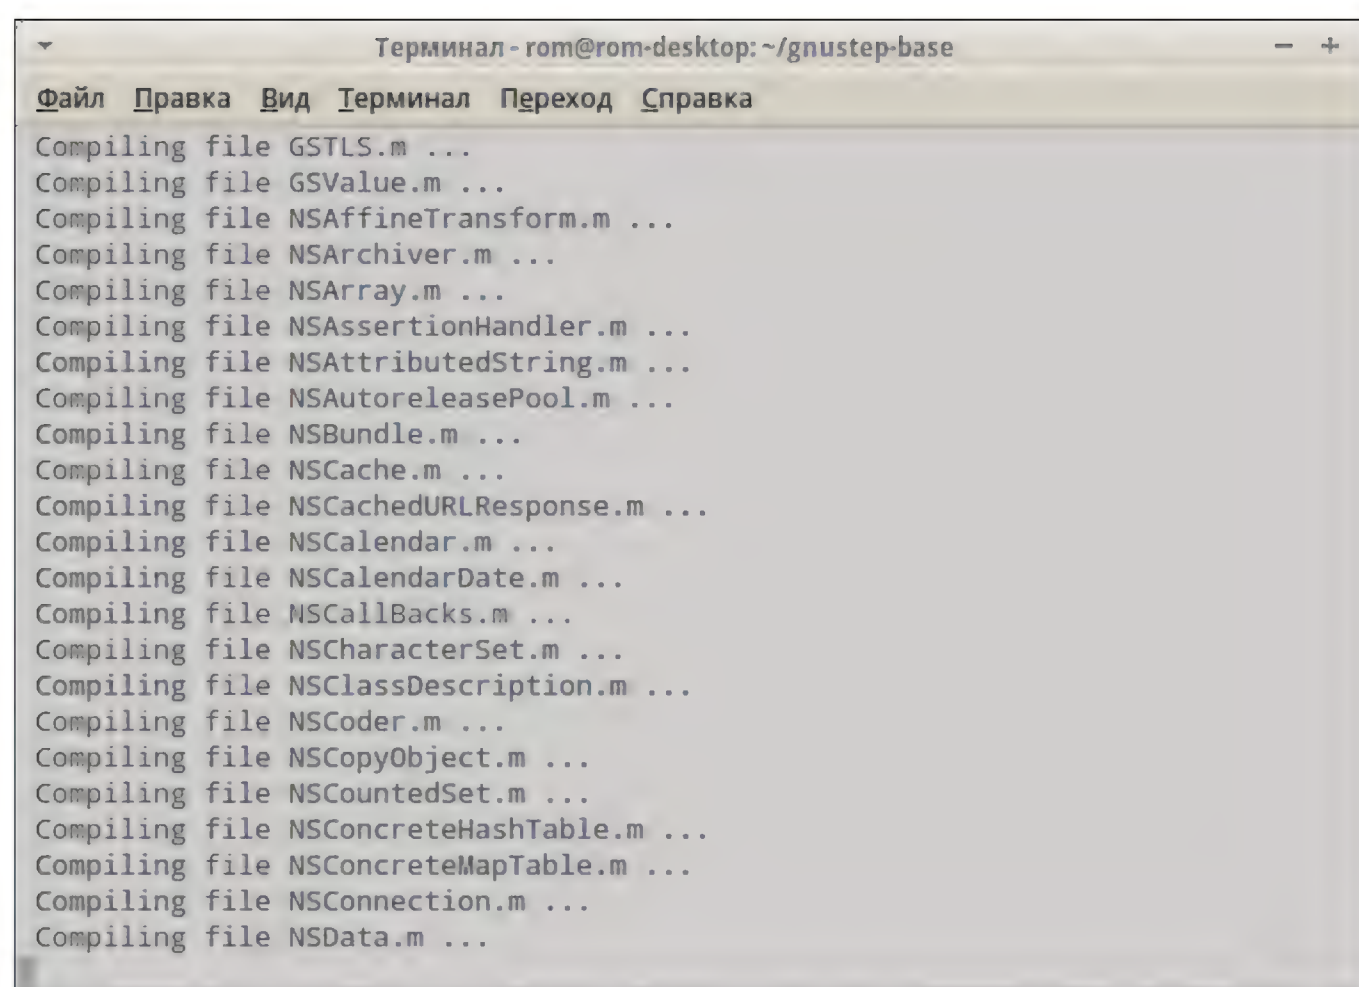 Терминал - rom@rom-desktop: ~/gnustep-base
Файл Правка Вид Терминал Переход Справка
Compiling file GSTLS.m ...
Compiling file GSValue.m ...
Compiling file NSAffineTransform.m ...
Compiling file NSArchiver.m ...
Compiling file NSArray.m ...
Compiling file NSAssertionHandler.m ...
Compiling file NSAttributedString.m ...
Compiling file NSAutoreleasePool.m ...
Compiling file NSBundle.m ...
Compiling file NSCache.m ...
Compiling file NSCachedURLResponse.m ...
Compiling file NSCalendar.m ...
Compiling file NSCalendarDate.m ...
Compiling file NSCallBacks.m ...
Compiling file NSCharacterSet.m ...
Compiling file NSClassDescription.m ...
Compiling file NSCoder.m ...
Compiling file NSCopyObject.m ...
Compiling file NSCountedSet.m ...
Compiling file NSConcreteHashTable.m ...
Compiling file NSConcreteMapTable.m ...
Compiling file NSConnection.m ...
Compiling file NSData.m ...